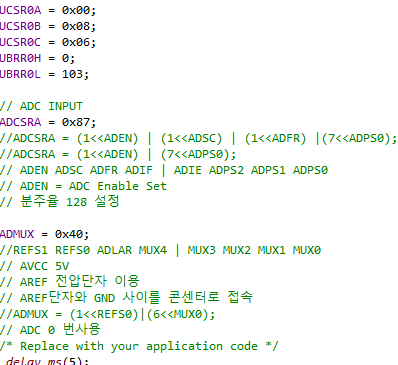 UCSR0A = 0x00;
UCSR0B = 0x08;
UCSR0C = 0x06;
UBRR0H = 0;
UBRR0L = 103;
// ADC INPUT
ADCSRA = 0x87;
//ADCSRA = (1<<ADEN) | (1<<ADSC) | (1<<ADFR) |(7<<ADPS0);
//ADCSRA = (1<<ADEN) | (7<<ADPS0);
// ADEN ADSC ADFR ADIF | ADIE ADPS2 ADPS1 ADPS0
// ADEN = ADC Enable Set
// 분주율 128 설정
ADMUX = 0x40;
//REFS1 REFS0 ADLAR MUX4 | MUX3 MUX2 MUX1 MUX0
// AVCC 5V
// AREF 전압단자 이용
// AREF단자와 GND 사이를 콘센터로 접속
//ADMUX = (1<<REFS0)|(6<<MUX0);
// ADC 0 번사용
/* Replace with your application code */
_delay_ms(5);